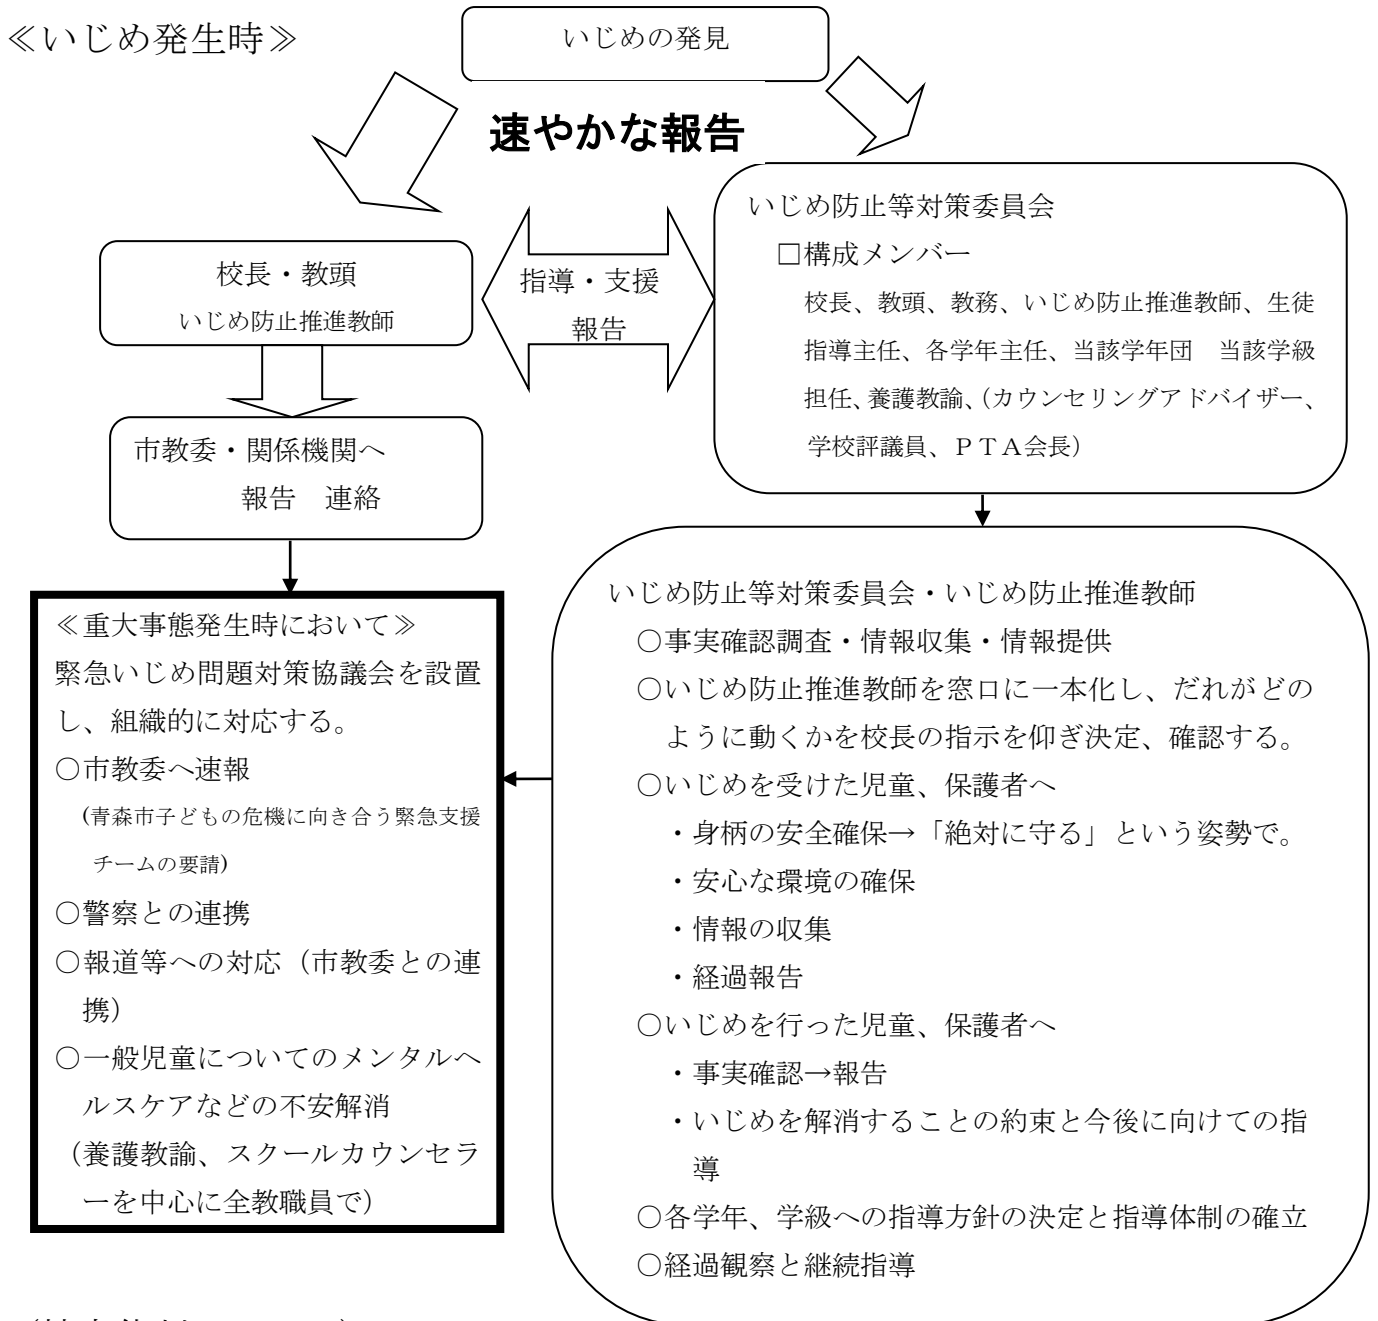 ≪いじめ発生時≫
いじめの発見
速やかな報告
校長・教頭
いじめ防止推進教師
指導・支援
報告
いじめ防止等対策委員会
□構成メンバー
校長、教頭、教務、いじめ防止推進教師、生徒
指導主任、各学年主任、当該学年団　当該学級
担任、養護教諭、（カウンセリングアドバイザー、
学校評議員、ＰＴＡ会長）
市教委・関係機関へ
報告　連絡
≪重大事態発生時において≫
緊急いじめ問題対策協議会を設置
し、組織的に対応する。
○市教委へ速報
(青森市子どもの危機に向き合う緊急支援
チームの要請)
○警察との連携
○報道等への対応（市教委との連
携）
○一般児童についてのメンタルヘ
ルスケアなどの不安解消
（養護教諭、スクールカウンセラ
ーを中心に全教職員で）
いじめ防止等対策委員会・いじめ防止推進教師
○事実確認調査・情報収集・情報提供
○いじめ防止推進教師を窓口に一本化し、だれがどの
ように動くかを校長の指示を仰ぎ決定、確認する。
○いじめを受けた児童、保護者へ
・身柄の安全確保→「絶対に守る」という姿勢で。
・安心な環境の確保
・情報の収集
・経過報告
○いじめを行った児童、保護者へ
・事実確認→報告
・いじめを解消することの約束と今後に向けての指
導
○各学年、学級への指導方針の決定と指導体制の確立
○経過観察と継続指導